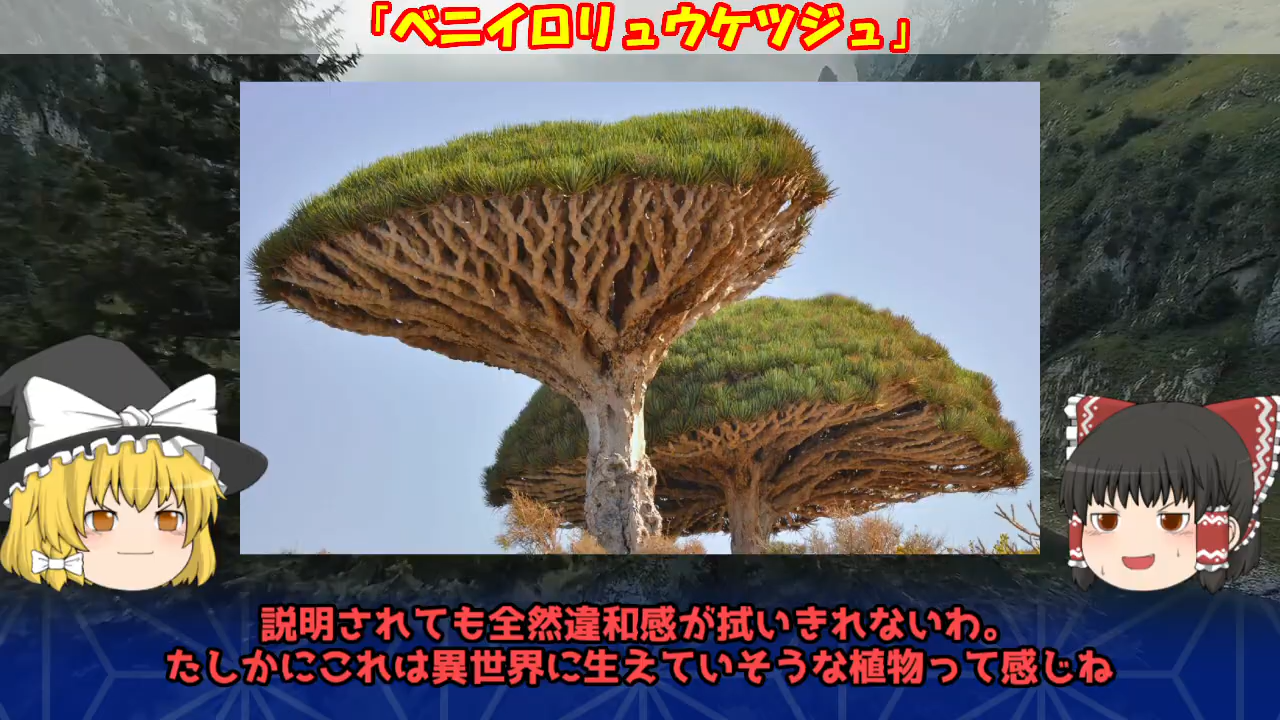 「ベニイロリュウケツジュ」
説明されても全然違和感が拭いきれないわ。
たしかにこれは異世界に生えていそうな植物って感じね